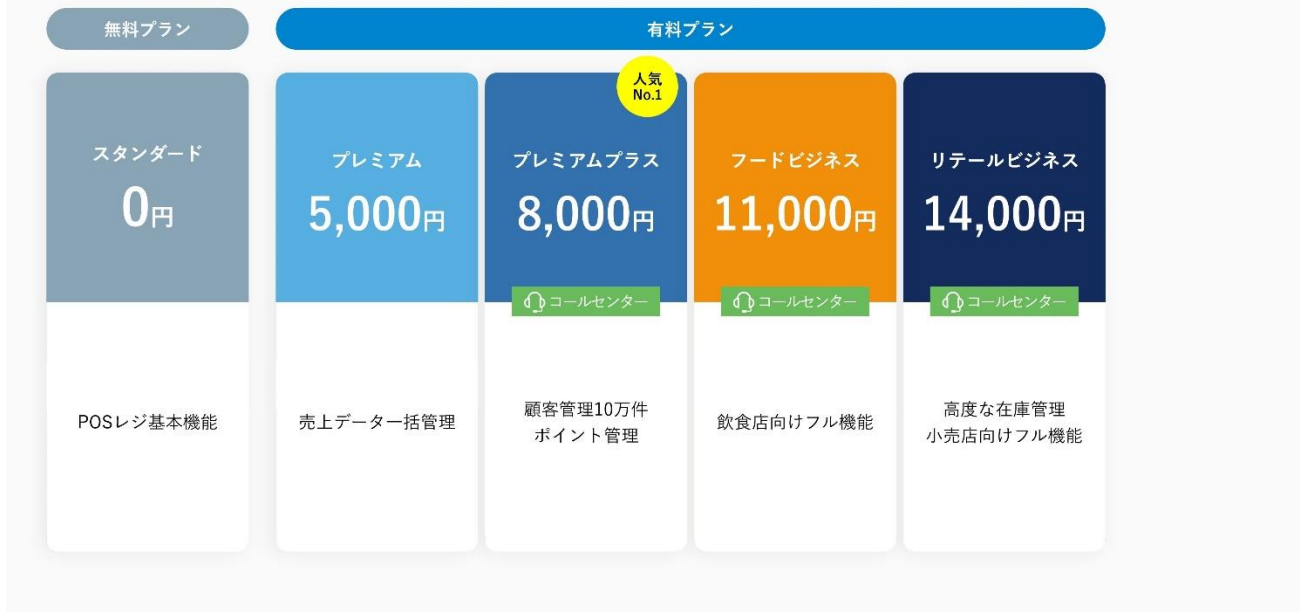 無料プラン
有料プラン
スタンダード
0円
POSレジ基本機能
プレミアム
5,000円
売上データ一括管理
人気
No.1
プレミアムプラス
8,000円
コールセンター
顧客管理10万件
ポイント管理
フードビジネス
11,000円
コールセンター
飲食店向けフル機能
リテールビジネス
14,000円
コールセンター
高度な在庫管理
小売店向けフル機能